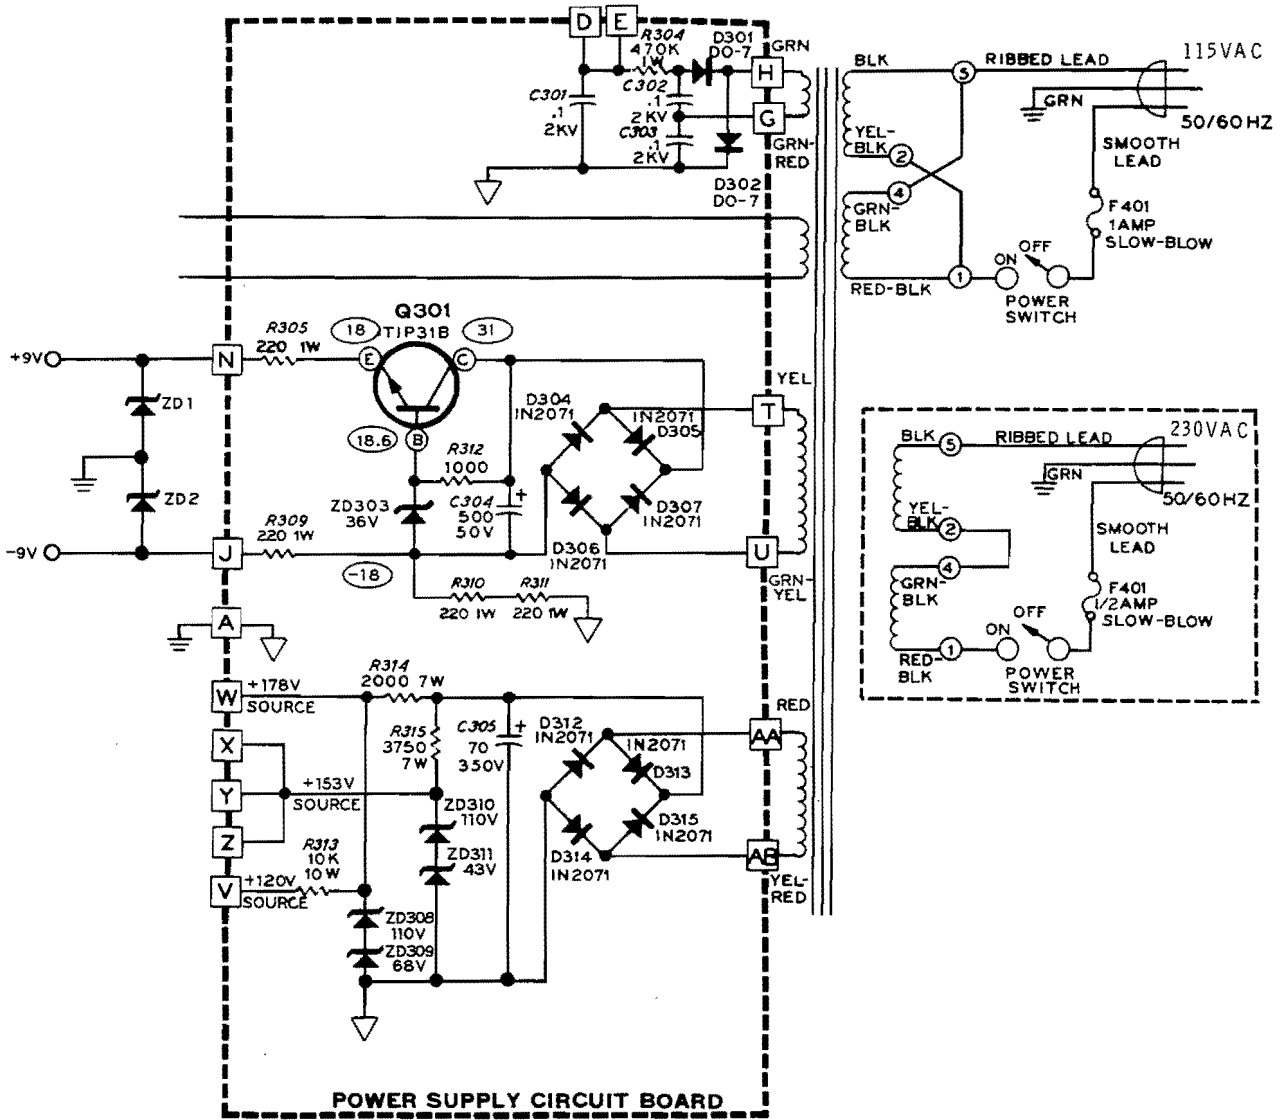 D E
R304
470K
1W
D301
DO-7
GRN
H
C301
.1
2KV
C302
.1
2KV
G
C303
.1
2KV
GRN-
RED
D302
DO-7
BLK
5
RIBBED LEAD
115VAC
GRN
50/60HZ
YEL-
BLK
2
SMOOTH
LEAD
4
GRN-
BLK
F401
1AMP
SLOW-BLOW
OFF
ON
RED-BLK
1
POWER
SWITCH
Q301
TIP31B
18
31
R305
220 1W
+9V
N
E
C
ZD1
18.6
B
R312
1000
D304
IN2071
IN2071
D305
YEL
T
ZD2
ZD303
36V
C304
500
50V
+
D307
IN2071
-9V
J
R309
220 1W
D306
IN2071
U
GRN-
YEL
-18
R310
220 1W
R311
220 1W
A
BLK
5
RIBBED LEAD
230VAC
GRN
50/60HZ
YEL-
BLK
2
SMOOTH
LEAD
4
GRN-
BLK
F401
1/2AMP
SLOW-BLOW
OFF
ON
RED-
BLK
1
POWER
SWITCH
W
+178V
SOURCE
R314
2000 7W
RED
X
R315
3750
7W
C305
70
350V
+
D312
IN2071
IN2071
D313
AA
Y
+153V
SOURCE
ZD310
110V
D315
IN2071
Z
R313
10K
10W
ZD311
43V
D314
IN2071
AB
V
+120V
SOURCE
YEL-
RED
ZD308
110V
ZD309
68V
POWER SUPPLY CIRCUIT BOARD